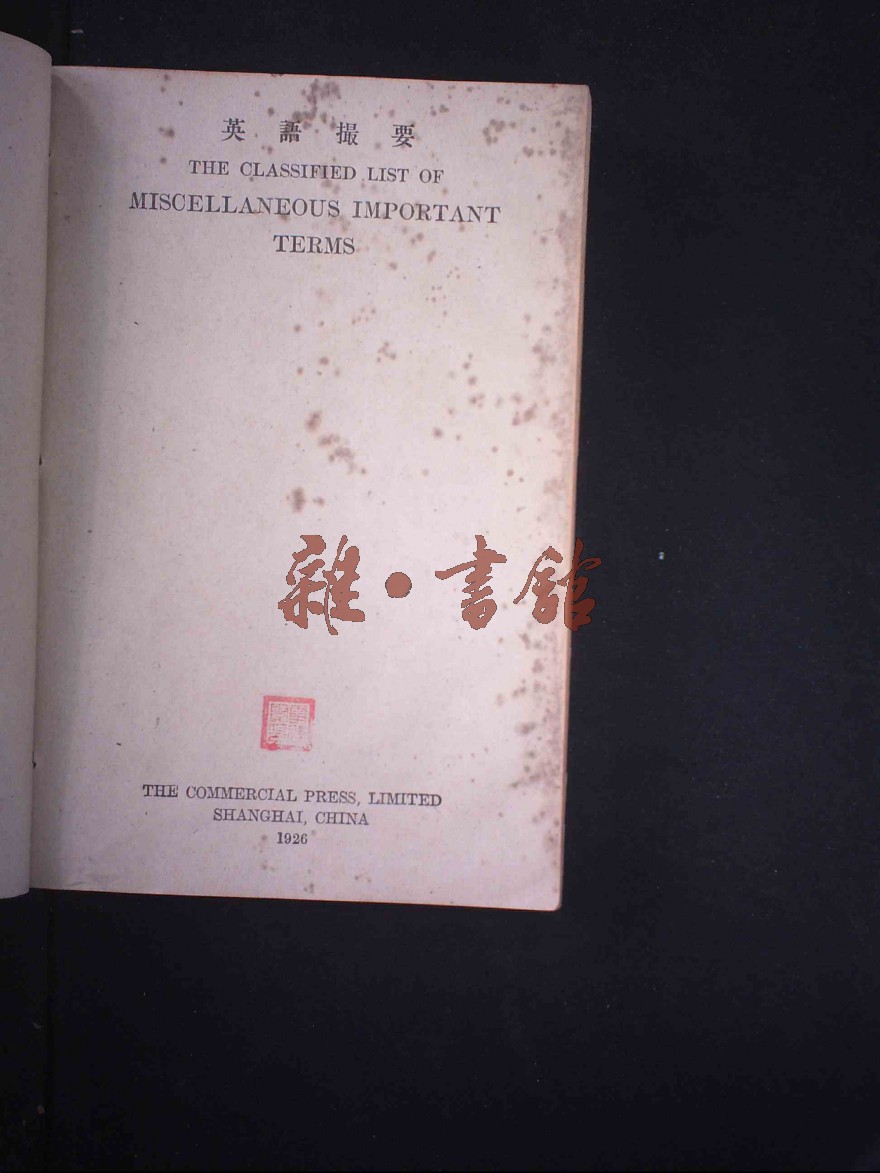 英語撮要
THE CLASSIFIED LIST OF
MISCELLANEOUS IMPORTANT
TERMS
雜·書館
THE COMMERCIAL PRESS, LIMITED
SHANGHAI, CHINA
1926